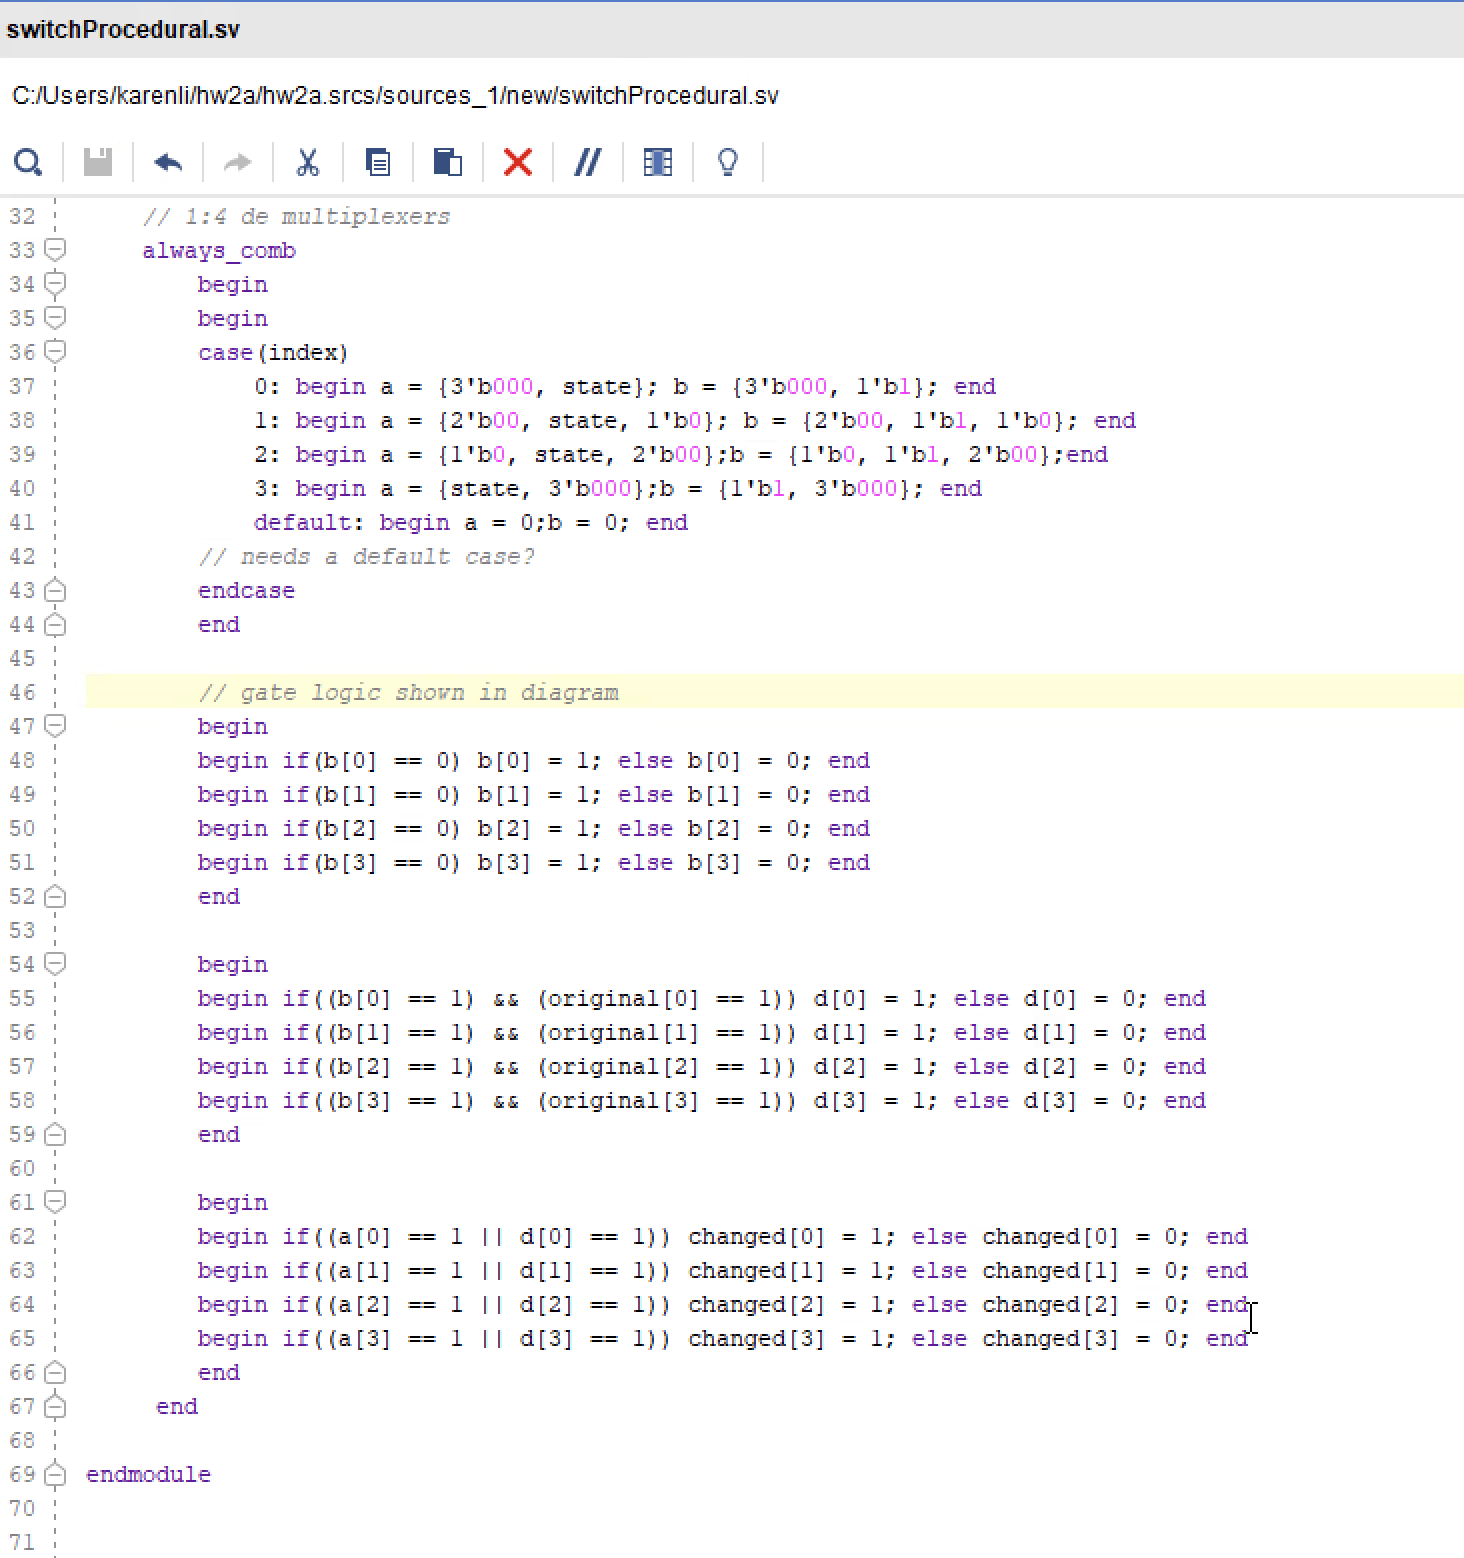 switchProcedural.sv
C:/Users/karenli/hw2a/hw2a.srcs/sources_1/new/switchProcedural.sv
32 // 1:4 de multiplexers
33 always_comb
34 begin
35 begin
36 case(index)
37 0: begin a = {3'b000, state}; b = {3'b000, 1'b1}; end
38 1: begin a = {2'b00, state, 1'b0}; b = {2'b00, 1'b1, 1'b0}; end
39 2: begin a = {1'b0, state, 2'b00};b = {1'b0, 1'b1, 2'b00};end
40 3: begin a = {state, 3'b000};b = {1'b1, 3'b000}; end
41 default: begin a = 0;b = 0; end
42 // needs a default case?
43 endcase
44 end
45
46 // gate logic shown in diagram
47 begin
48 begin if(b[0] == 0) b[0] = 1; else b[0] = 0; end
49 begin if(b[1] == 0) b[1] = 1; else b[1] = 0; end
50 begin if(b[2] == 0) b[2] = 1; else b[2] = 0; end
51 begin if(b[3] == 0) b[3] = 1; else b[3] = 0; end
52 end
53
54 begin
55 begin if((b[0] == 1) && (original[0] == 1)) d[0] = 1; else d[0] = 0; end
56 begin if((b[1] == 1) && (original[1] == 1)) d[1] = 1; else d[1] = 0; end
57 begin if((b[2] == 1) && (original[2] == 1)) d[2] = 1; else d[2] = 0; end
58 begin if((b[3] == 1) && (original[3] == 1)) d[3] = 1; else d[3] = 0; end
59 end
60
61 begin
62 begin if((a[0] == 1 || d[0] == 1)) changed[0] = 1; else changed[0] = 0; end
63 begin if((a[1] == 1 || d[1] == 1)) changed[1] = 1; else changed[1] = 0; end
64 begin if((a[2] == 1 || d[2] == 1)) changed[2] = 1; else changed[2] = 0; end
65 begin if((a[3] == 1 || d[3] == 1)) changed[3] = 1; else changed[3] = 0; end
66 end
67 end
68
69 endmodule
70
71